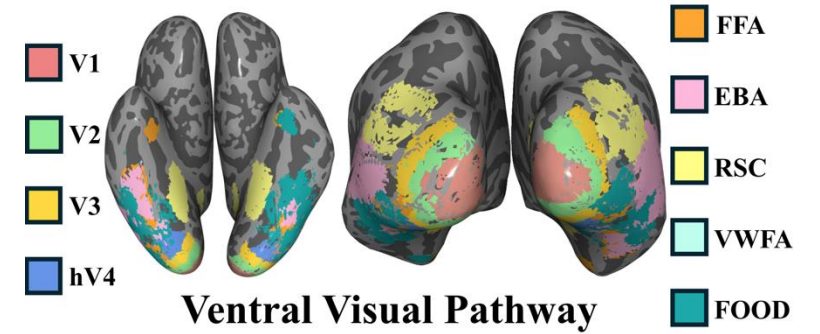 V1
V2
V3
hV4
FFA
EBA
RSC
VWFA
FOOD
Ventral Visual Pathway